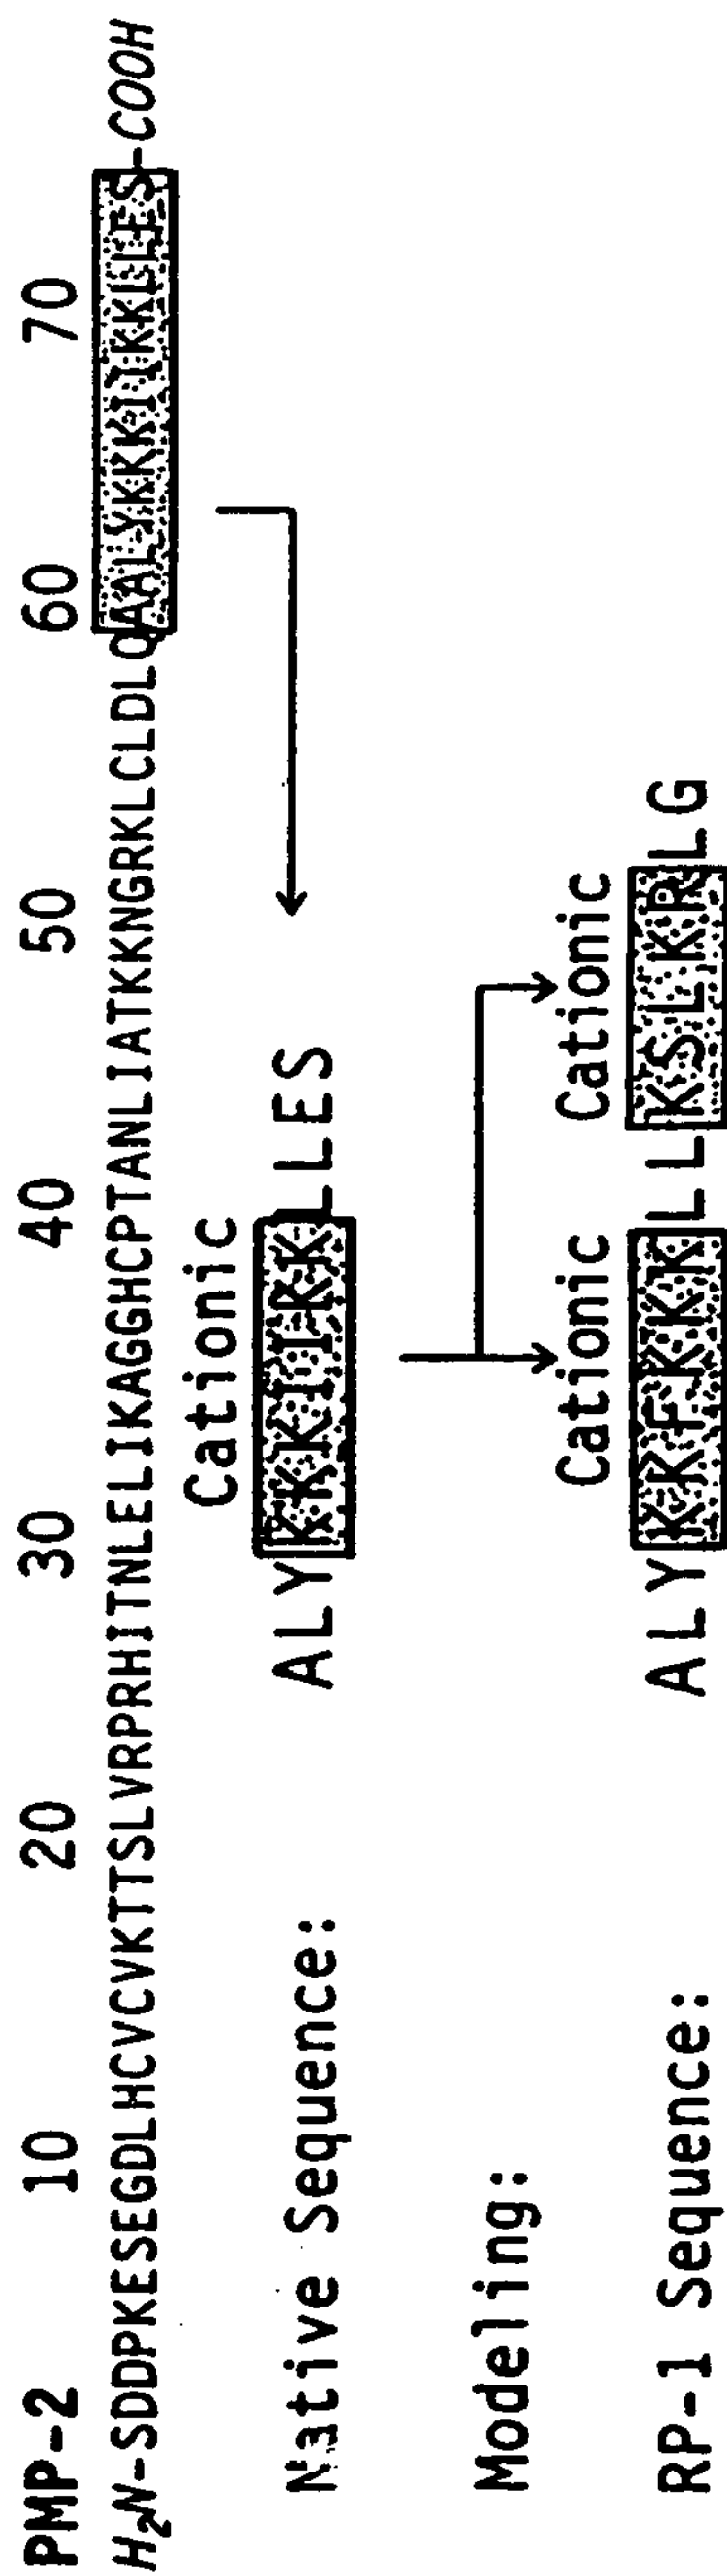 PMP-2 10 20 30 40 50 60 70
H₂N-SDDPKESEGDLHCVCVKTTSLVRPRHITNLELIKAGGHCPTANLIATKKNGRKLCLDLQAALYKKKIIKKLLES-COOH
Cationic
Native Sequence: ALYKKKIIKKLLES
Modeling:
Cationic Cationic
RP-1 Sequence: ALYKKFKKKLLKSLKRLG